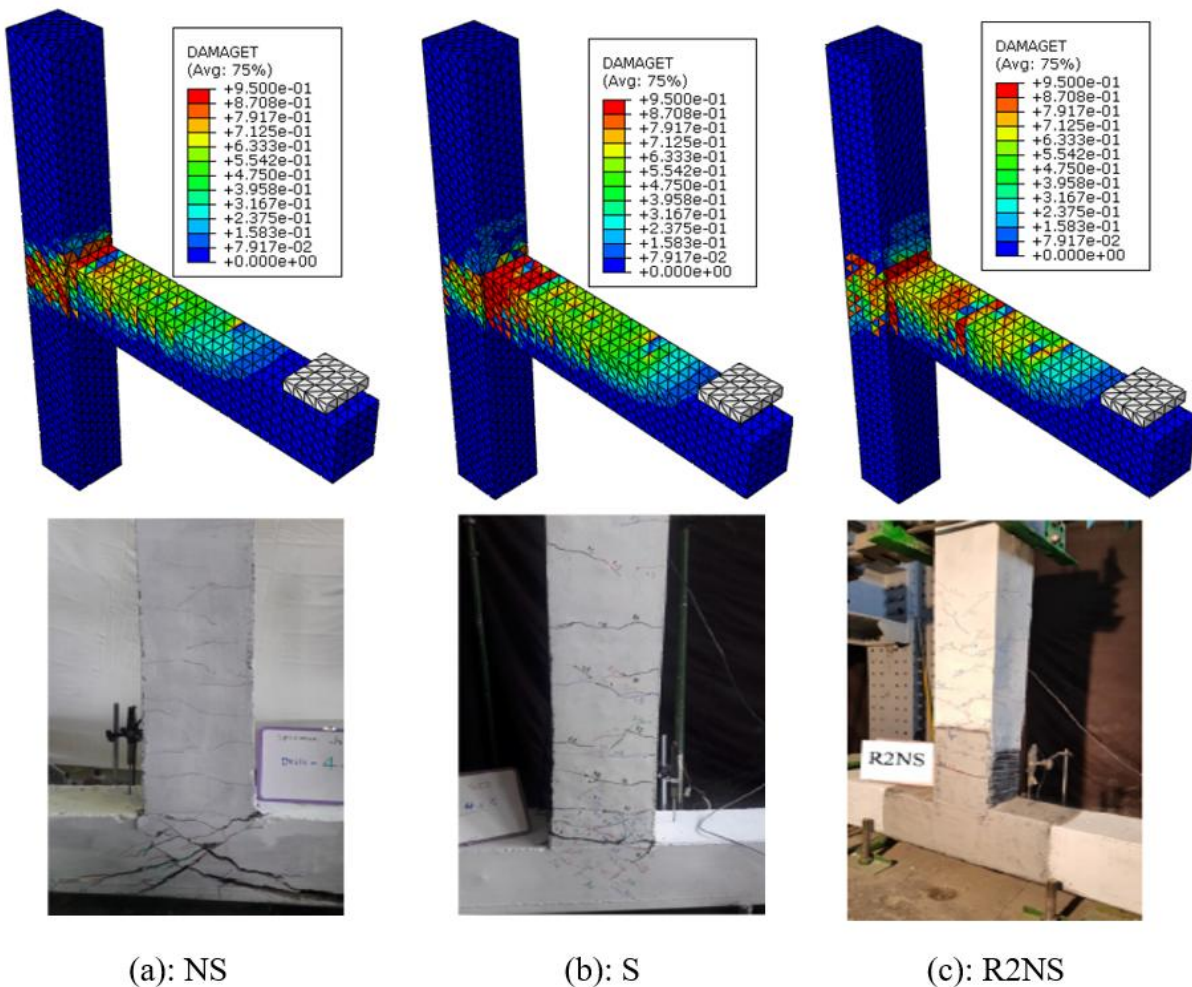 DAMAGET
(Avg: 75%)
+9.500e-01
+8.708e-01
+7.917e-01
+7.125e-01
+6.333e-01
+5.542e-01
+4.750e-01
+3.958e-01
+3.167e-01
+2.375e-01
+1.583e-01
+7.917e-02
+0.000e+00
DAMAGET
(Avg: 75%)
+9.500e-01
+8.708e-01
+7.917e-01
+7.125e-01
+6.333e-01
+5.542e-01
+4.750e-01
+3.958e-01
+3.167e-01
+2.375e-01
+1.583e-01
+7.917e-02
+0.000e+00
DAMAGET
(Avg: 75%)
+9.500e-01
+8.708e-01
+7.917e-01
+7.125e-01
+6.333e-01
+5.542e-01
+4.750e-01
+3.958e-01
+3.167e-01
+2.375e-01
+1.583e-01
+7.917e-02
+0.000e+00
R2NS
(a): NS
(b): S
(c): R2NS